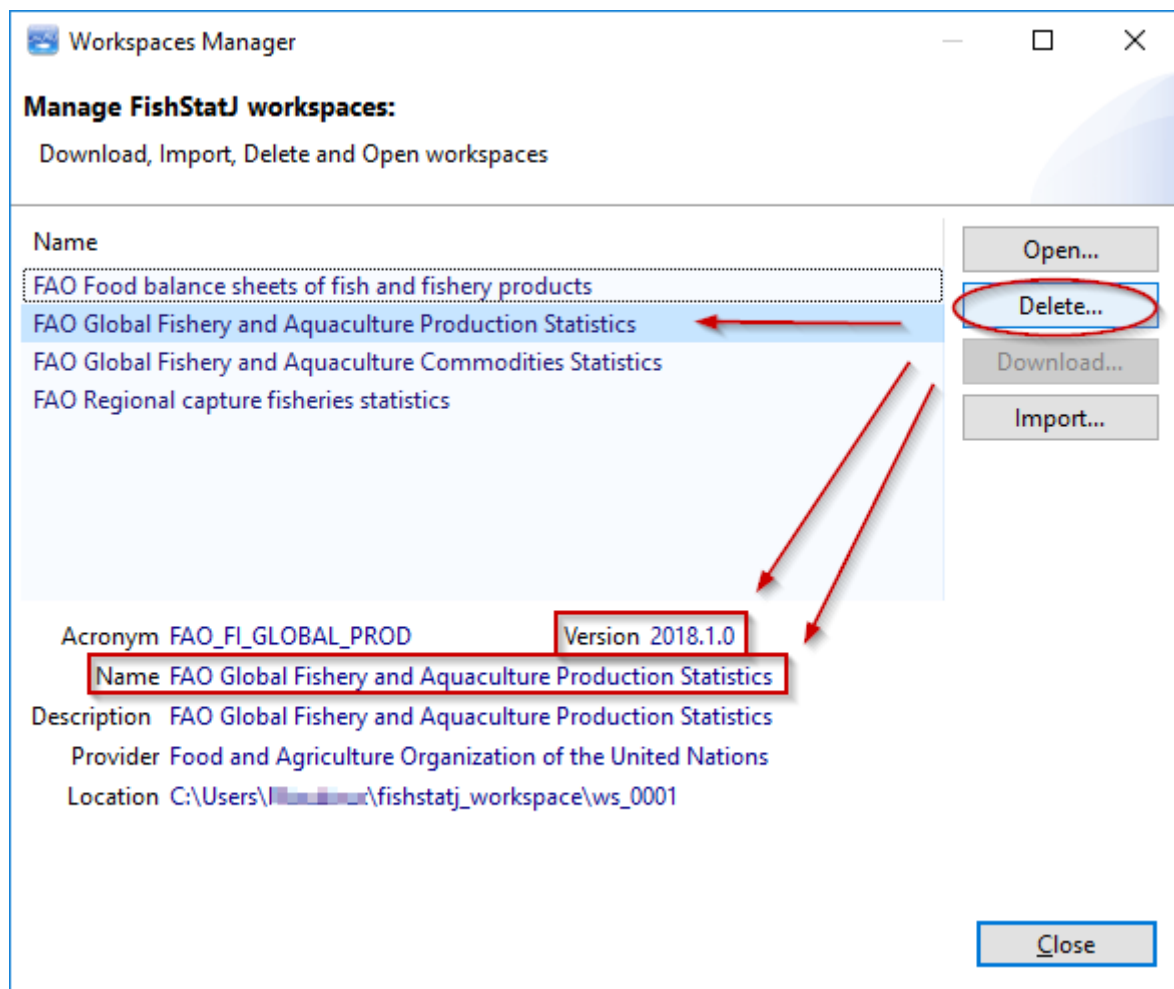 Workspaces Manager
Manage FishStatJ workspaces:
Download, Import, Delete and Open workspaces
Name
FAO Food balance sheets of fish and fishery products
FAO Global Fishery and Aquaculture Production Statistics
FAO Global Fishery and Aquaculture Commodities Statistics
FAO Regional capture fisheries statistics
Open...
Delete...
Download...
Import...
Acronym FAO_FI_GLOBAL_PROD Version 2018.1.0
Name FAO Global Fishery and Aquaculture Production Statistics
Description FAO Global Fishery and Aquaculture Production Statistics
Provider Food and Agriculture Organization of the United Nations
Location C:\Users\ \fishstatj_workspace\ws_0001
Close